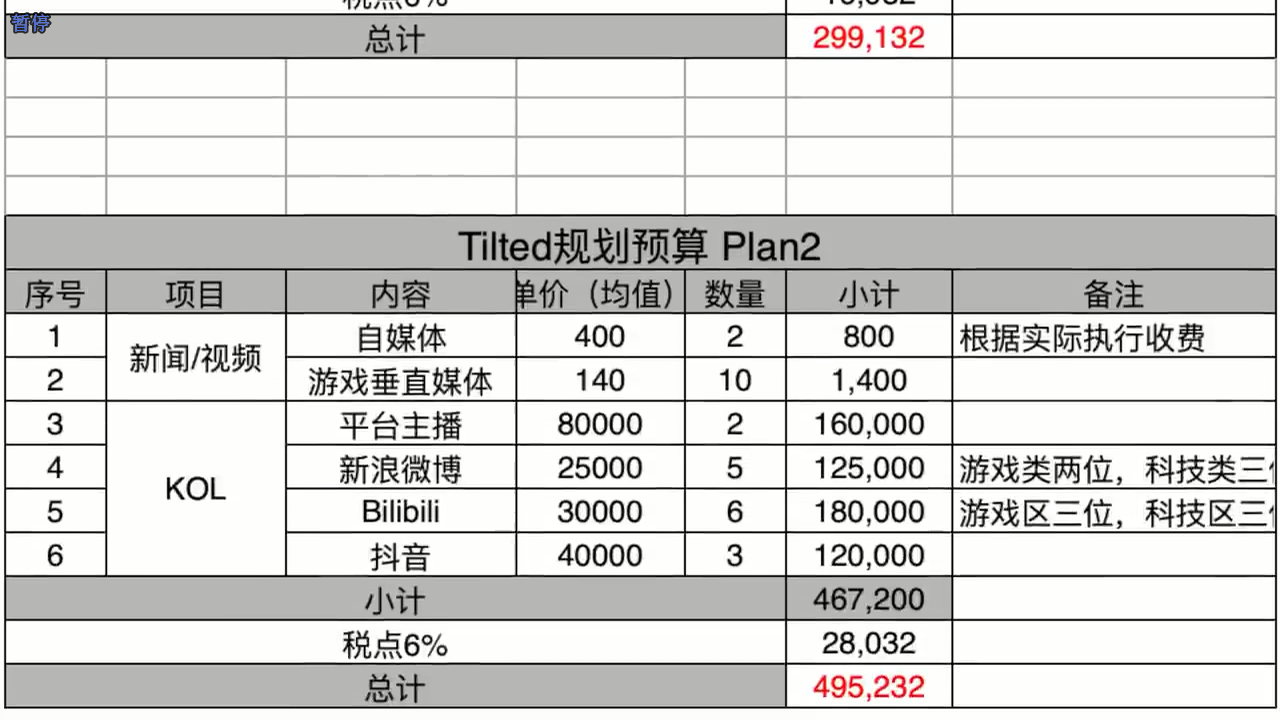 暂停
总计 299,132
Tilted规划预算 Plan2
序号 项目 内容 单价（均值） 数量 小计 备注
1 新闻/视频 自媒体 400 2 800 根据实际执行收费
2 游戏垂直媒体 140 10 1,400
3 KOL 平台主播 80000 2 160,000
4 新浪微博 25000 5 125,000 游戏类两位，科技类三
5 Bilibili 30000 6 180,000 游戏区三位，科技区三
6 抖音 40000 3 120,000
小计 467,200
税点6% 28,032
总计 495,232